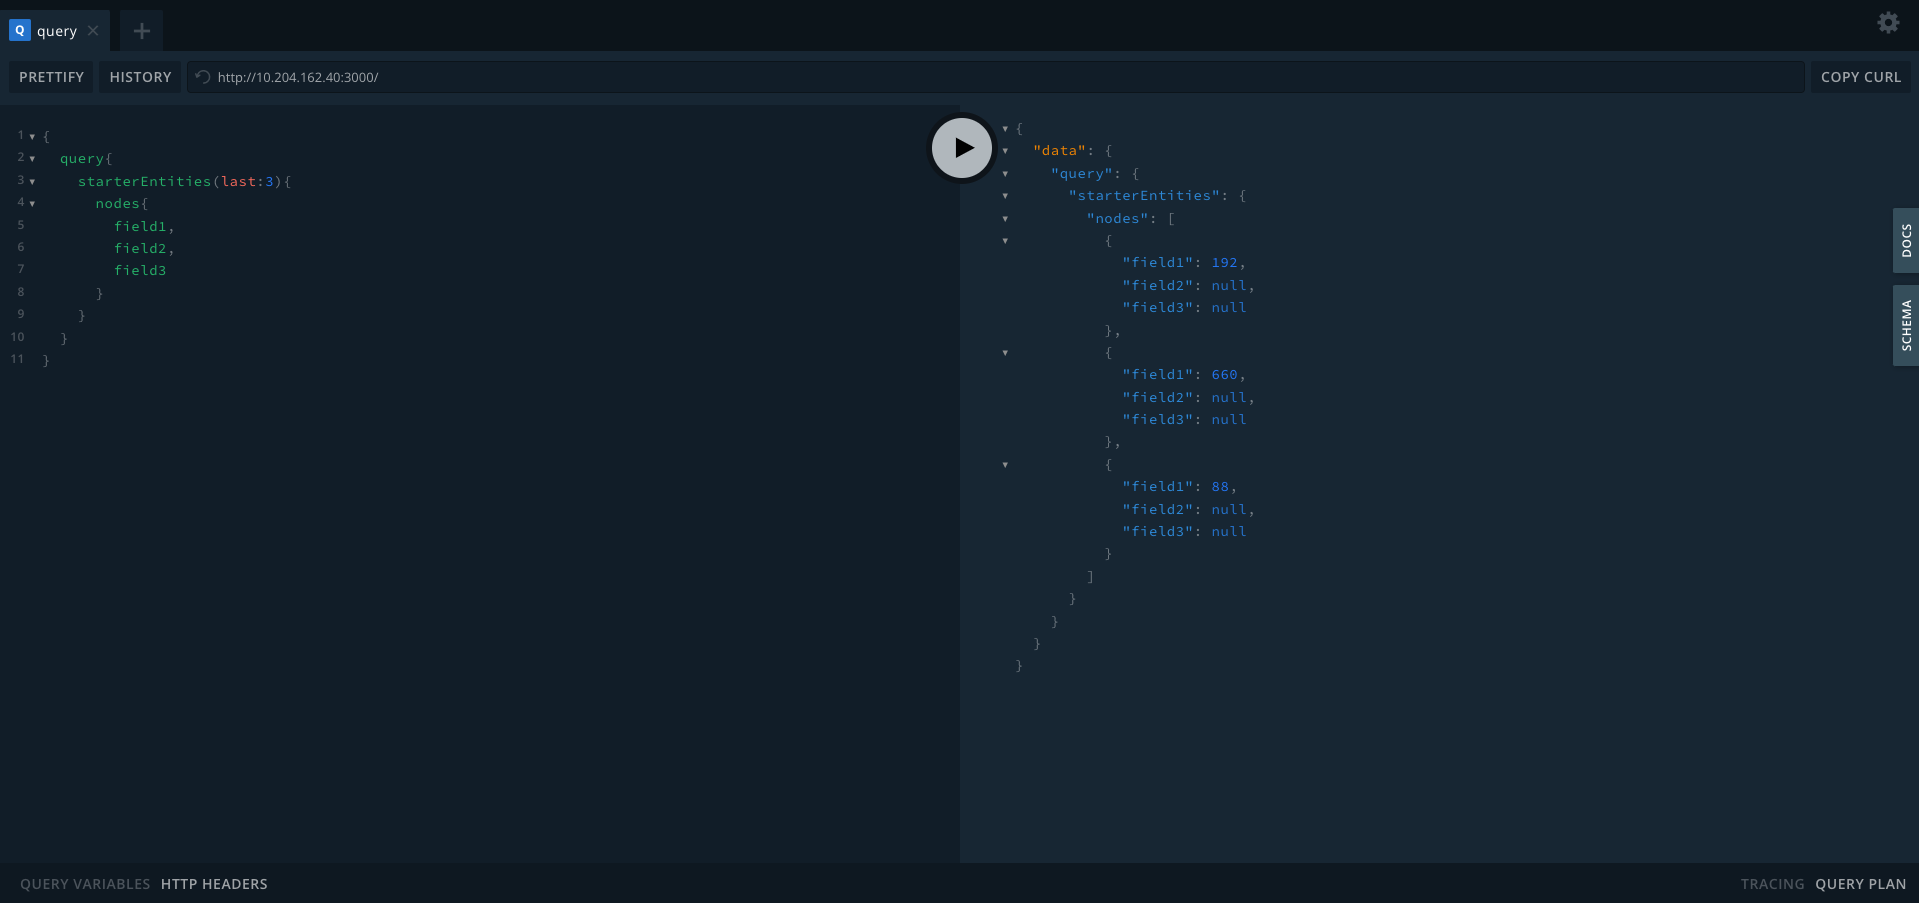 Q query
PRETTIFY HISTORY http://10.204.162.40:3000/ COPY CURL
1 {
2 query{
3 starterEntities(last:3){
4 nodes{
5 field1,
6 field2,
7 field3
8 }
9 }
10 }
11 }
{
"data": {
"query": {
"starterEntities": {
"nodes": [
{
"field1": 192,
"field2": null,
"field3": null
},
{
"field1": 660,
"field2": null,
"field3": null
},
{
"field1": 88,
"field2": null,
"field3": null
}
]
}
}
}
}
DOCS
SCHEMA
QUERY VARIABLES HTTP HEADERS
TRACING QUERY PLAN